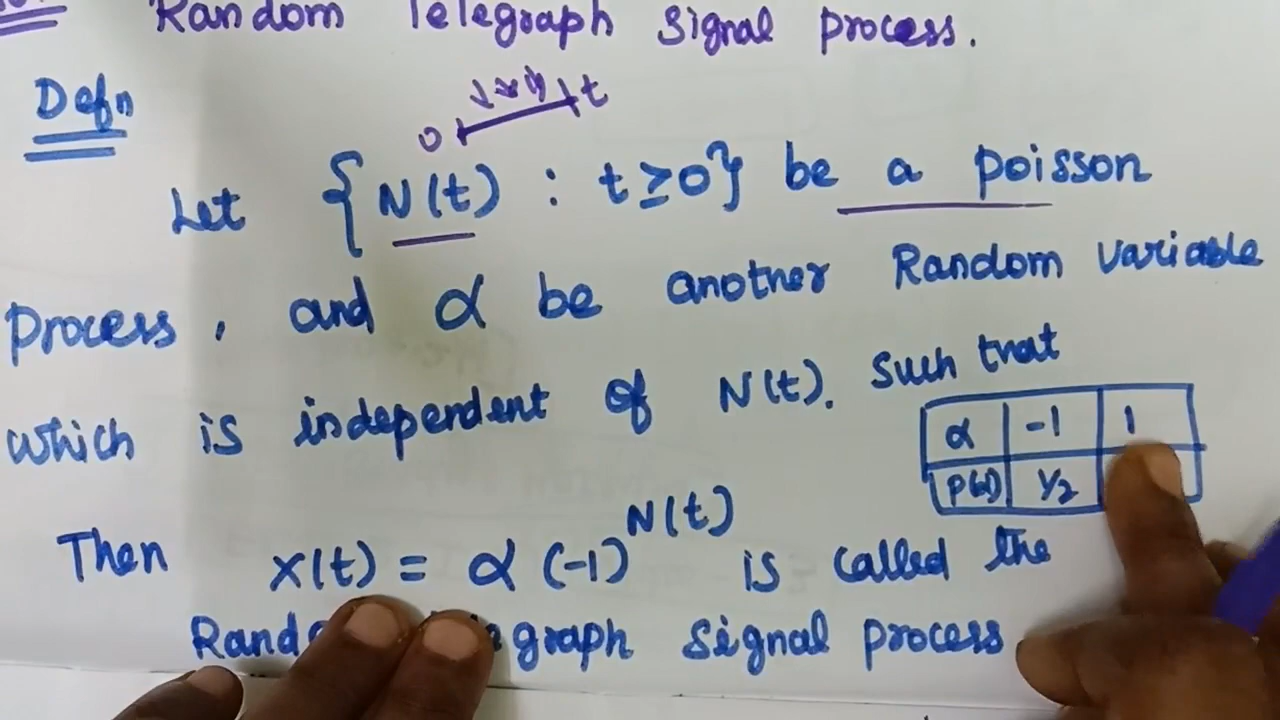 Random Telegraph Signal process.
Defn
0 t
Let {N(t) : t≥0} be a poisson
process, and α be another Random variable
which is independent of N(t). Such that
α -1 1
P(α) 1/2
Then X(t) = α (-1)^N(t) is called the
signal process